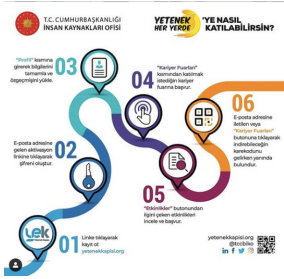 T.C. CUMHURBAŞKANLIĞI
İNSAN KAYNAKLARI OFİSİ
YETENEK
HER YERDE
'YE NASIL
KATILABİLİRSİN?
03
"Profil" kısmına
girerek bilgilerini
tamamla ve
özgeçmişini yükle.
04
"Kariyer Fuarları"
kısmından katılmak
istediğin kariyer
fuarına başvur.
06
E-posta adresine
iletilen veya
"Kariyer Fuarları"
butonuna tıklayarak
indirebileceğin
karekodunu
gelirken yanında
bulundur.
E-posta adresine
gelen aktivasyon
linkine tıklayarak
şifreni oluştur.
02
05
"Etkinlikler" butonundan
ilgini çeken etkinlikleri
incele ve başvur.
01
Linke tıklayarak
kayıt ol:
yetenekkapisi.org
yetenekkapisi.org
@tccbiko